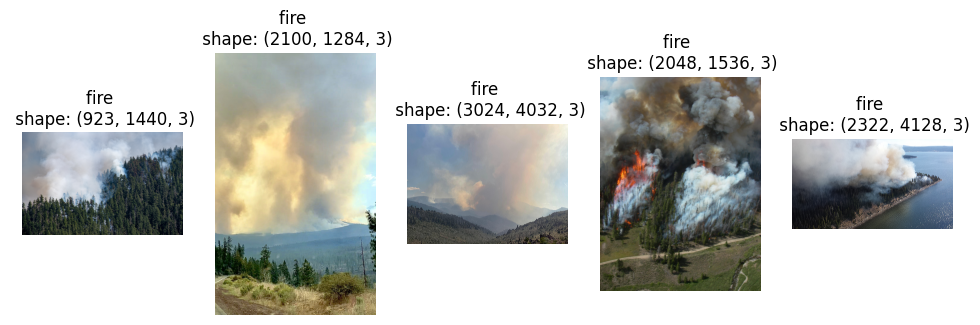 fire
shape: (923, 1440, 3)
fire
shape: (2100, 1284, 3)
fire
shape: (3024, 4032, 3)
fire
shape: (2048, 1536, 3)
fire
shape: (2322, 4128, 3)